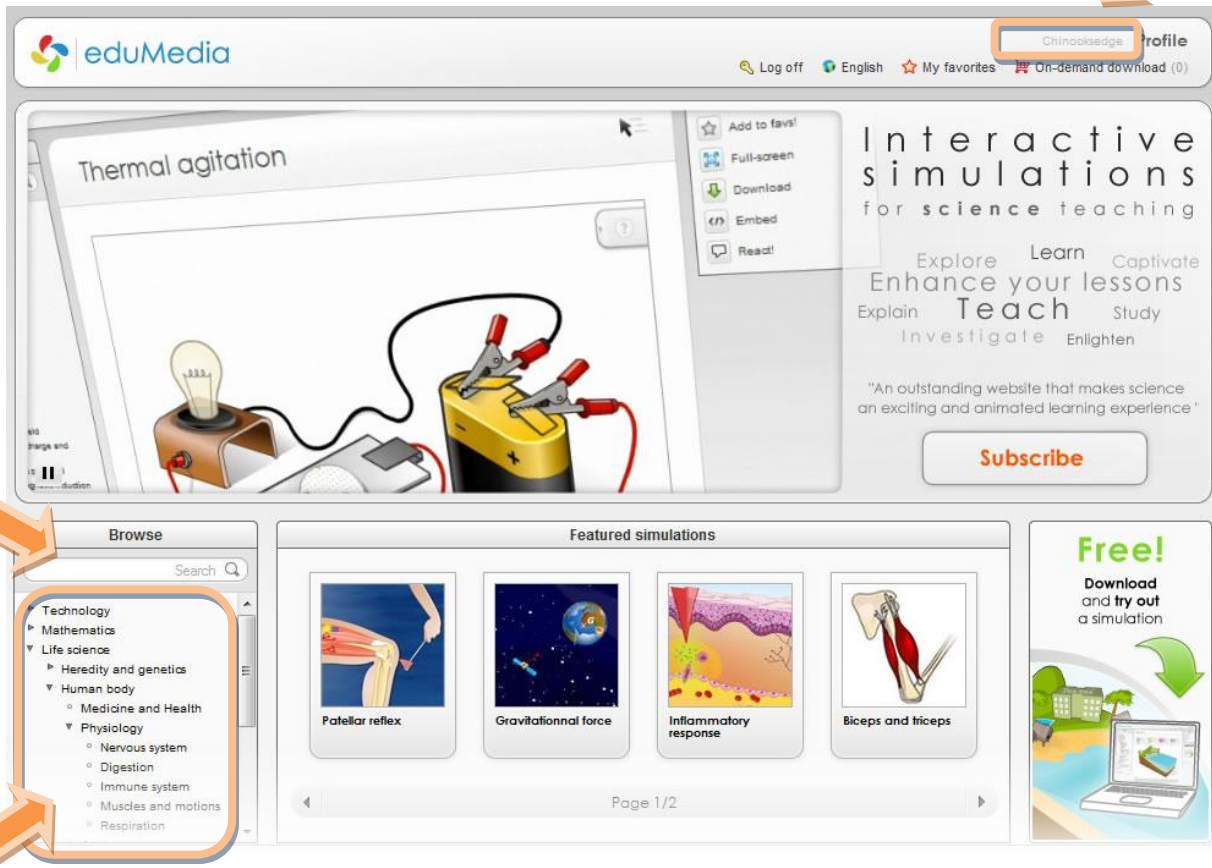 eduMedia
Chinooksedge Profile
Log off English My favorites On-demand download (0)
Thermal agitation
Add to favs!
Full-screen
Download
Embed
React!
Interactive
simulations
for science teaching
Explore Learn Captivate
Enhance your lessons
Explain Teach Study
Investigate Enlighten
"An outstanding website that makes science
an exciting and animated learning experience"
Subscribe
Browse
Search
Technology
Mathematics
Life science
Heredity and genetics
Human body
Medicine and Health
Physiology
Nervous system
Digestion
Immune system
Muscles and motions
Respiration
Featured simulations
Patellar reflex
Gravitationnal force
Inflammatory
response
Biceps and triceps
Page 1/2
Free!
Download
and try out
a simulation